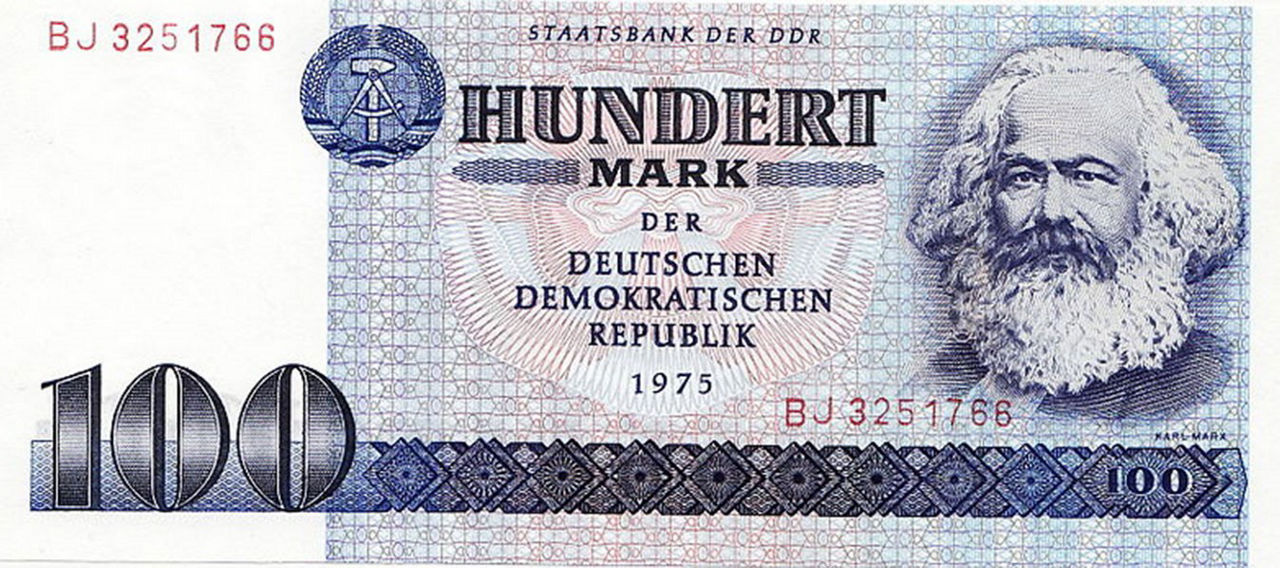 BJ 3251766
STAATSBANK DER DDR
HUNDERT
MARK
DER
DEUTSCHEN
DEMOKRATISCHEN
REPUBLIK
1975
BJ 3251766
KARL MARX
100
100